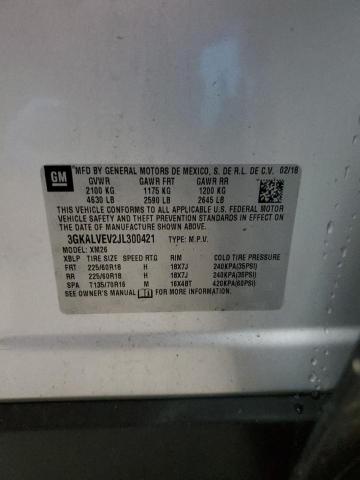 GM
MFD BY GENERAL MOTORS DE MEXICO, S. DE R.L. DE C.V. 02/18
GVWR GAWR FRT GAWR RR
2100 KG 1175 KG 1200 KG
4630 LB 2590 LB 2645 LB
THIS VEHICLE CONFORMS TO ALL APPLICABLE U.S. FEDERAL MOTOR
VEHICLE SAFETY AND THEFT PREVENTION STANDARDS IN EFFECT ON
THE DATE OF MANUFACTURE SHOWN ABOVE.
3GKALVEV2JL300421 TYPE: M.P.V.
MODEL: XM26
XBLP TIRE SIZE SPEED RTG RIM COLD TIRE PRESSURE
FRT 225/60R18 H 18X7J 240KPA(35PSI)
RR 225/60R18 H 18X7J 240KPA(35PSI)
SPA T135/70R16 M 16X4BT 420KPA(60PSI)
SEE OWNER'S MANUAL FOR MORE INFORMATION.